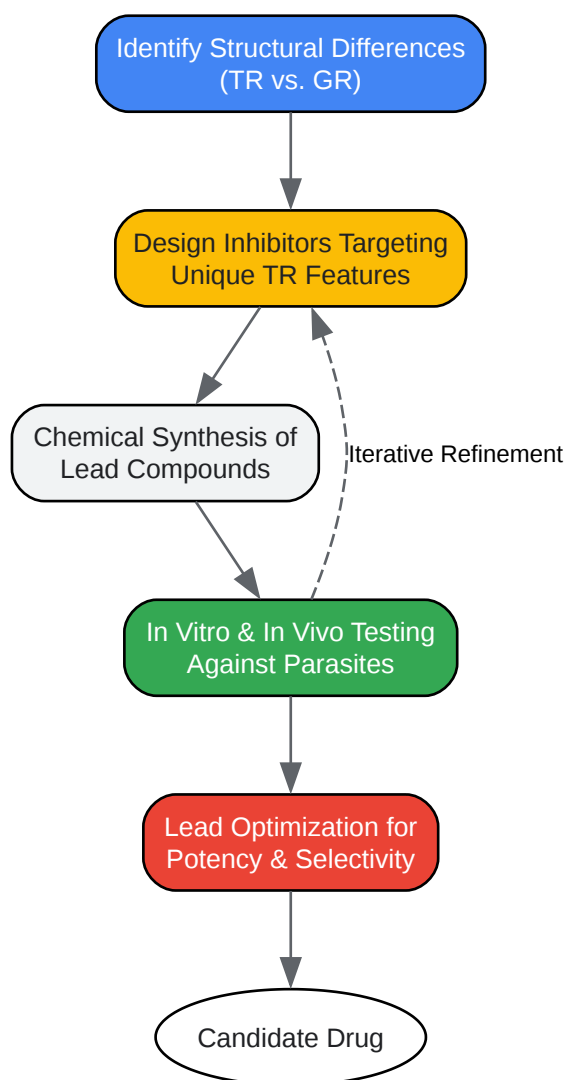 Identify Structural Differences
(TR vs. GR)
Design Inhibitors Targeting
Unique TR Features
Chemical Synthesis of
Lead Compounds
Iterative Refinement
In Vitro & In Vivo Testing
Against Parasites
Lead Optimization for
Potency & Selectivity
Candidate Drug